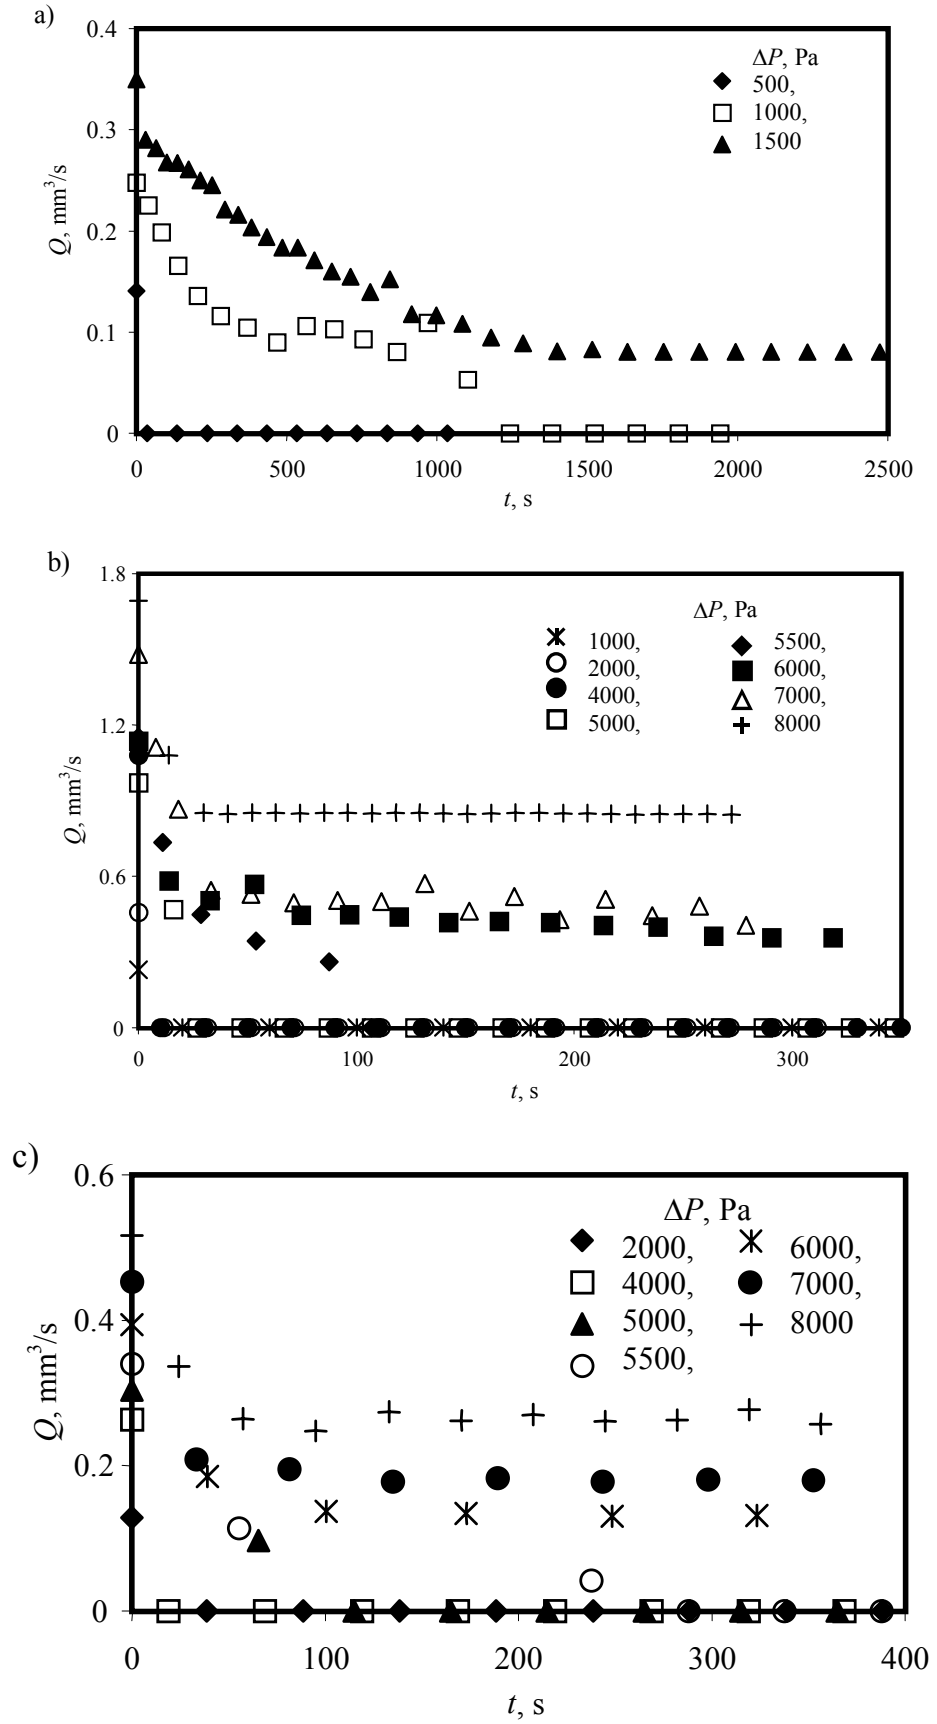 a)
0.4
0.3
0.2
0.1
0
Q, mm³/s
ΔP, Pa
500,
1000,
1500
0 500 1000 1500 2000 2500
t, s
b)
1.8
1.2
0.6
0
Q, mm³/s
ΔP, Pa
1000, 5500,
2000, 6000,
4000, 7000,
5000, 8000
0 100 200 300
t, s
c)
0.6
0.4
0.2
0
Q, mm³/s
ΔP, Pa
2000, 6000,
4000, 7000,
5000, 8000
5500,
0 100 200 300 400
t, s